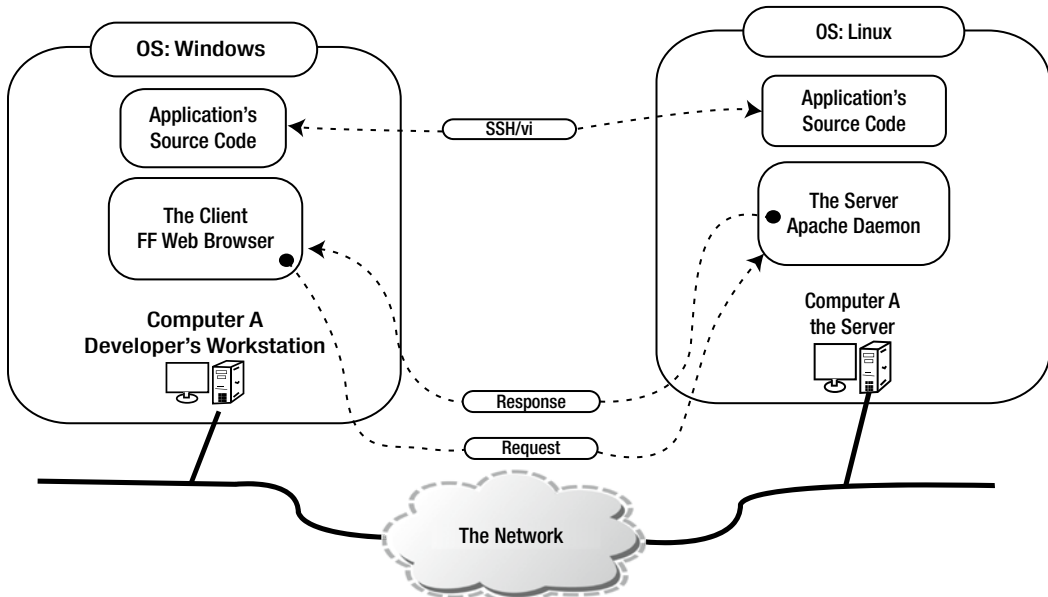 OS: Windows
OS: Linux
Application's
Source Code
SSH/vi
Application's
Source Code
The Client
FF Web Browser
The Server
Apache Daemon
Computer A
Developer's Workstation
Computer A
the Server
Response
Request
The Network